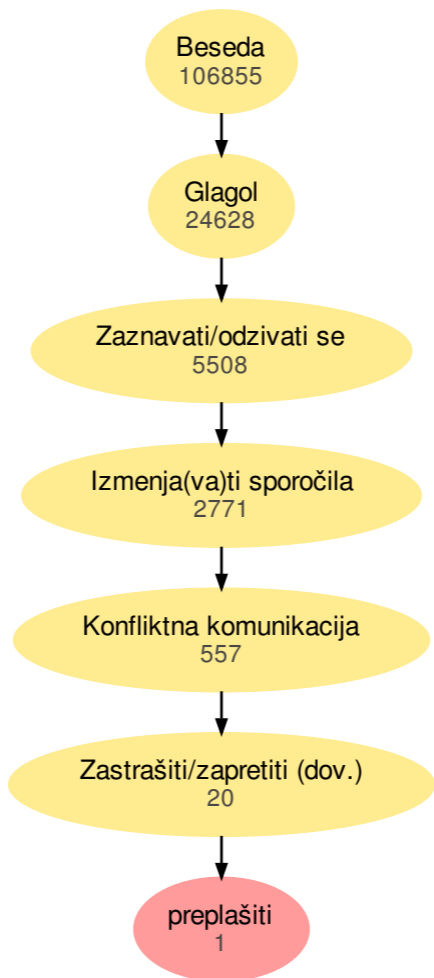 Beseda
106855
Glagol
24628
Zaznavati/odzivati se
5508
Izmenja(va)ti sporočila
2771
Konfliktna komunikacija
557
Zastrašiti/zapretiti (dov.)
20
preplašiti
1